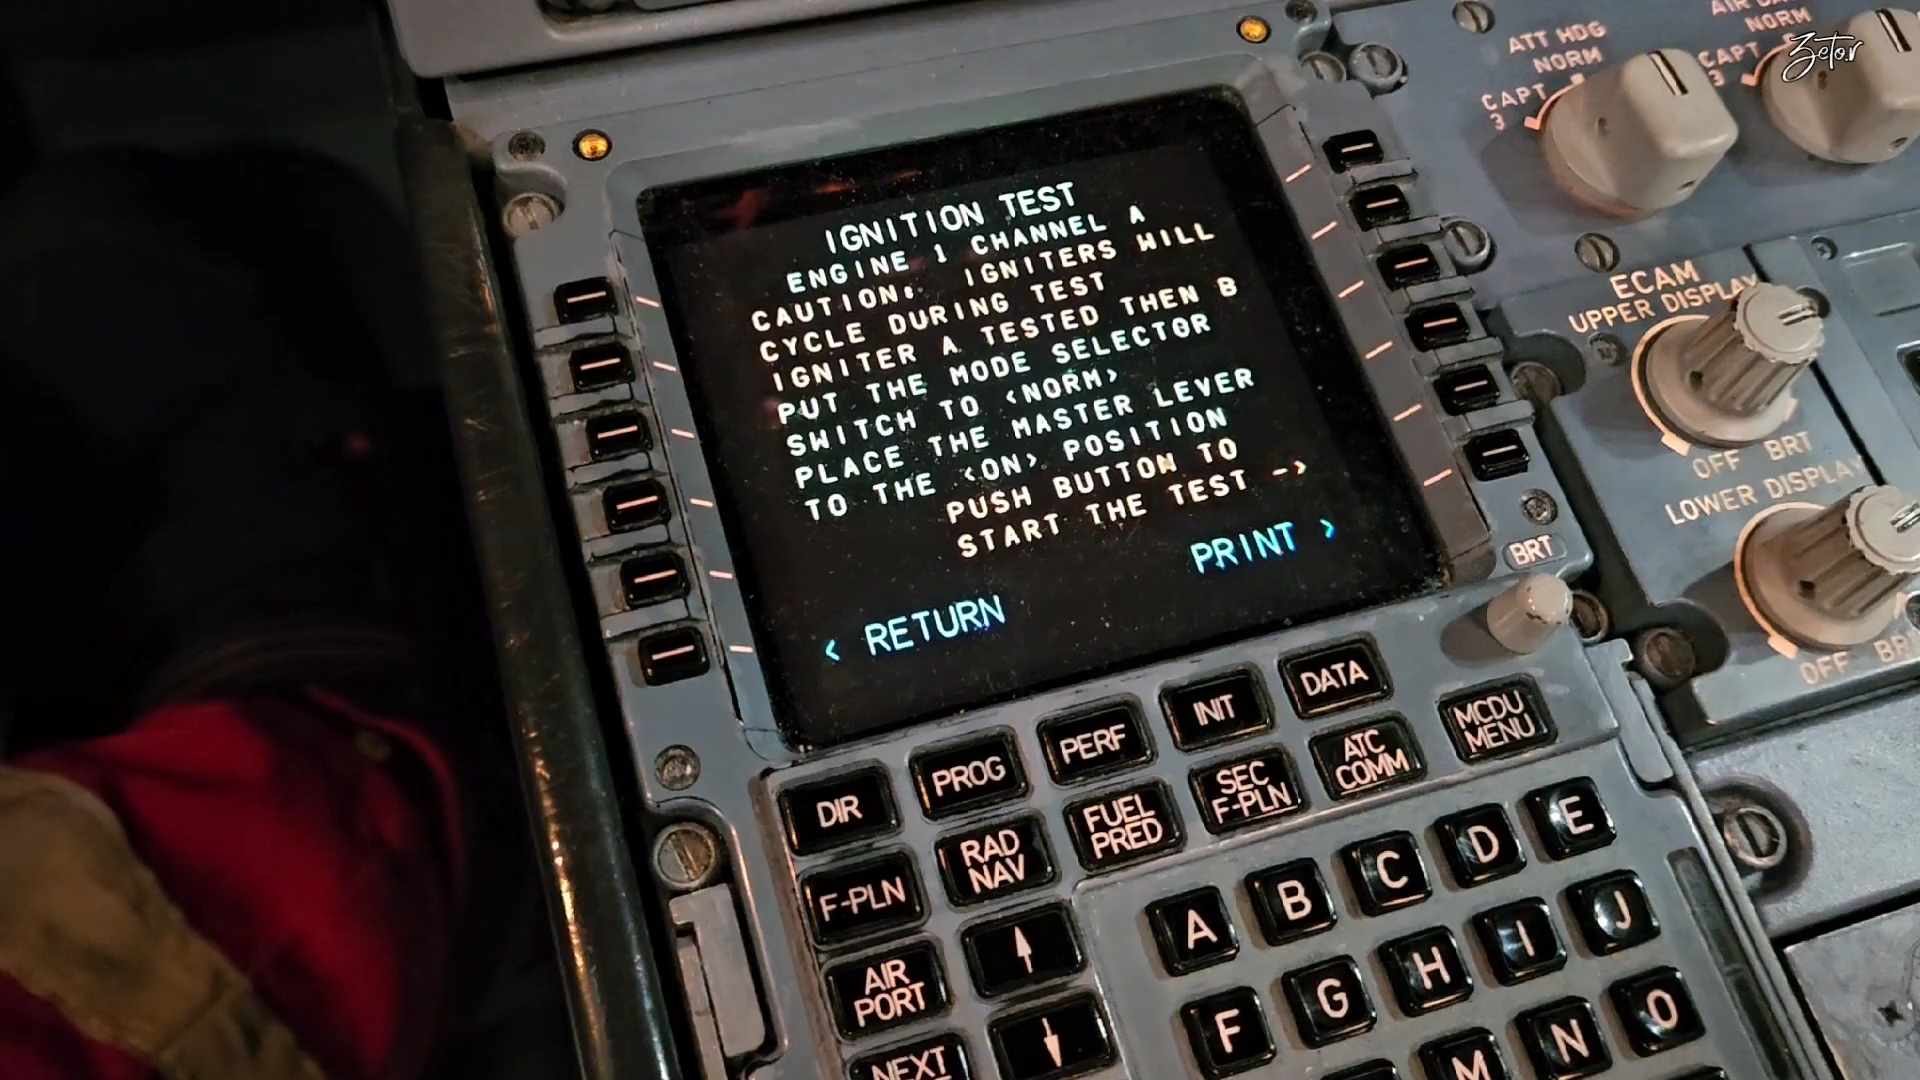 Zetor
ATT HDG
NORM
CAPT
3
NORM
CAPT
3
IGNITION TEST
ENGINE 1 CHANNEL A
CAUTION: IGNITERS WILL
CYCLE DURING TEST
IGNITER A TESTED THEN B
PUT THE MODE SELECTOR
SWITCH TO <NORM>
PLACE THE MASTER LEVER
TO THE <ON> POSITION
PUSH BUTTON TO
START THE TEST ->
PRINT >
< RETURN
BRT
ECAM
UPPER DISPLAY
OFF BRT
LOWER DISPLAY
OFF
DIR
PROG
PERF
INIT
DATA
F-PLN
RAD
NAV
FUEL
PRED
SEC
F-PLN
ATC
COMM
MCDU
MENU
AIR
PORT
NEXT
A
B
C
D
E
F
G
H
I
J
M
N
O